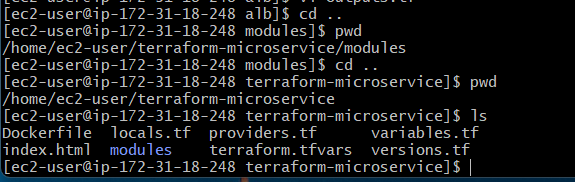 [ec2-user@ip-172-31-18-248 alb]$ cd ..
[ec2-user@ip-172-31-18-248 modules]$ pwd
/home/ec2-user/terraform-microservice/modules
[ec2-user@ip-172-31-18-248 modules]$ cd ..
[ec2-user@ip-172-31-18-248 terraform-microservice]$ pwd
/home/ec2-user/terraform-microservice
[ec2-user@ip-172-31-18-248 terraform-microservice]$ ls
Dockerfile  locals.tf  providers.tf      variables.tf
index.html  modules    terraform.tfvars  versions.tf
[ec2-user@ip-172-31-18-248 terraform-microservice]$